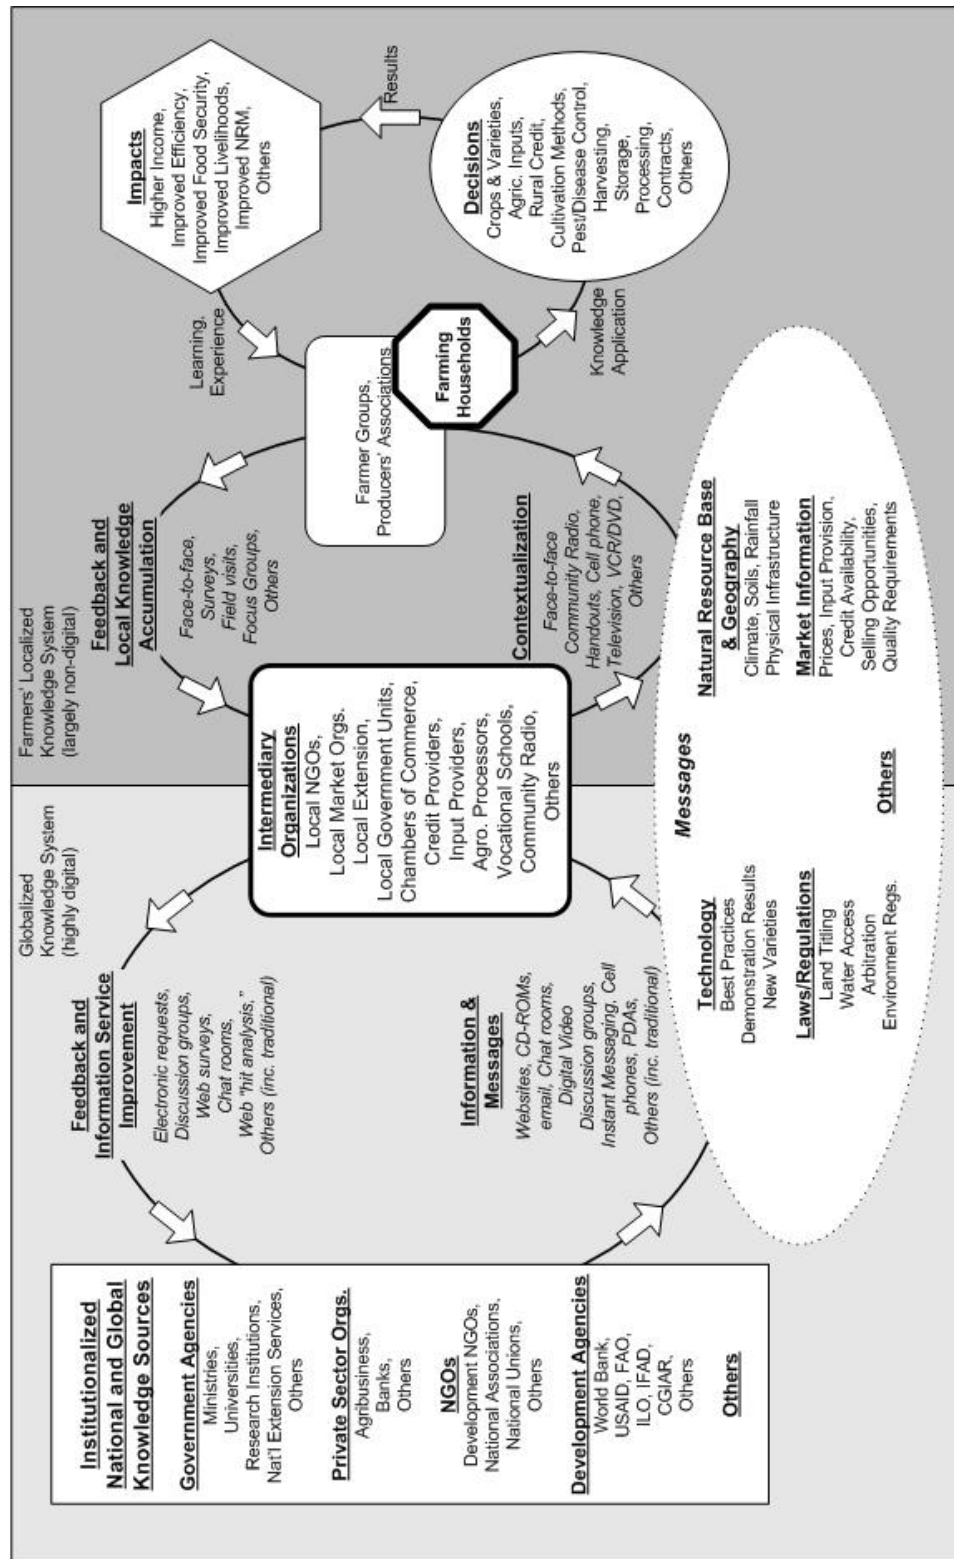 Globalized
Knowledge System
(highly digital)
Farmers' Localized
Knowledge System
(largely non-digital)
Institutionalized
National and Global
Knowledge Sources
Government Agencies
Ministries,
Universities,
Research Institutions,
Nat'l Extension Services,
Others
Private Sector Orgs.
Agribusiness,
Banks,
Others
NGOs
Development NGOs,
National Associations,
National Unions,
Others
Development Agencies
World Bank,
USAID, FAO,
ILO, IFAD,
CGIAR,
Others
Others
Feedback and
Information Service
Improvement
Electronic requests,
Discussion groups,
Web surveys,
Chat rooms,
Web "hit analysis,"
Others (inc. traditional)
Information &
Messages
Websites, CD-ROMs,
email, Chat rooms,
Digital Video
Discussion groups,
Instant Messaging, Cell
phones, PDAs,
Others (inc. traditional)
Intermediary
Organizations
Local NGOs,
Local Market Orgs.
Local Extension,
Local Government Units,
Chambers of Commerce,
Credit Providers,
Input Providers,
Agro. Processors,
Vocational Schools,
Community Radio,
Others
Feedback and
Local Knowledge
Accumulation
Face-to-face,
Surveys,
Field visits,
Focus Groups,
Others
Contextualization
Face-to-face
Community Radio,
Handouts, Cell phone,
Television, VCR/DVD,
Others
Farmer Groups,
Producers' Associations
Farming
Households
Learning,
Experience
Knowledge
Application
Impacts
Higher Income,
Improved Efficiency,
Improved Food Security,
Improved Livelihoods,
Improved NRM,
Others
Results
Decisions
Crops & Varieties,
Agric. Inputs,
Rural Credit,
Cultivation Methods,
Pest/Disease Control,
Harvesting,
Storage,
Processing,
Contracts,
Others
Messages
Technology
Best Practices
Demonstration Results
New Varieties
Laws/Regulations
Land Titling
Water Access
Arbitration
Environment Regs.
Natural Resource Base
& Geography
Climate, Soils, Rainfall
Physical Infrastructure
Market Information
Prices, Input Provision,
Credit Availability,
Selling Opportunities,
Quality Requirements
Others